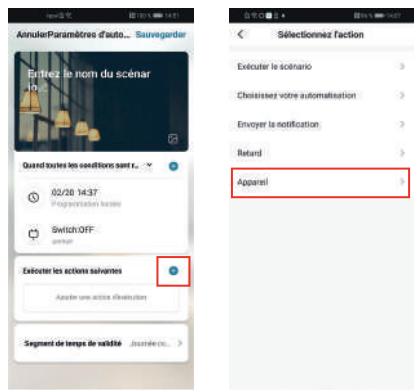 14:37
Annuler Paramètres d'auto... Sauvegarder
Entrez le nom du scénar
io...
Quand toutes les conditions sont r...
02/20 14:37
Programmation horaire
Switch:OFF
Exécuter les actions suivantes
Ajouter une action d'exécution
Segment de temps de validité Journée co...
Sélectionnez l'action
Exécuter le scénario
Choisissez votre automatisation
Envoyer la notification
Retard
Appareil